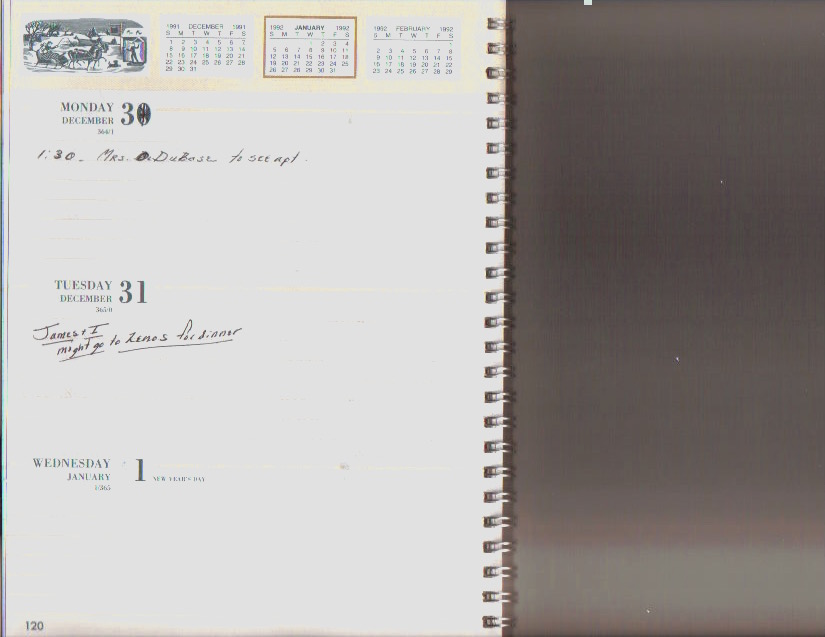 1991 DECEMBER 1991
S M T W T F S
1 2 3 4 5 6 7
8 9 10 11 12 13 14
15 16 17 18 19 20 21
22 23 24 25 26 27 28
29 30 31
1992 JANUARY 1992
S M T W T F S
1 2 3 4
5 6 7 8 9 10 11
12 13 14 15 16 17 18
19 20 21 22 23 24 25
26 27 28 29 30 31
1992 FEBRUARY 1992
S M T W T F S
1
2 3 4 5 6 7 8
9 10 11 12 13 14 15
16 17 18 19 20 21 22
23 24 25 26 27 28 29
MONDAY 30
DECEMBER
364/1
1:30 - Mrs. DuBose to see apt.
TUESDAY 31
DECEMBER
365/0
James & I
might go to Zenos for dinner
WEDNESDAY 1 NEW YEAR'S DAY
JANUARY
1/365
120